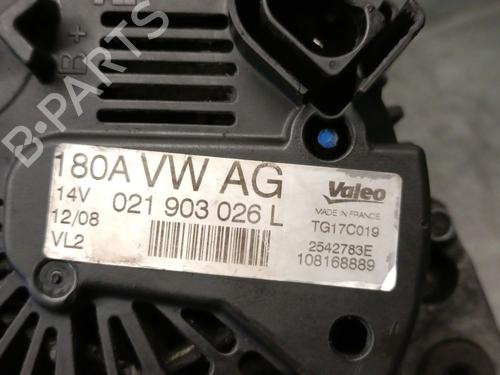 B+
B-PARTS
180A VW AG
14V
021 903 026 L
12/08
VL2
Valeo
MADE IN FRANCE
TG17C019
2542783E
108168889